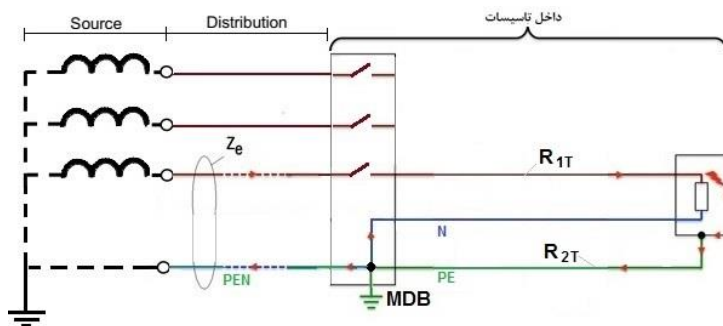 Source
Distribution
داخل تاسیسات
Ze
R1T
N
R2T
PEN
PE
MDB